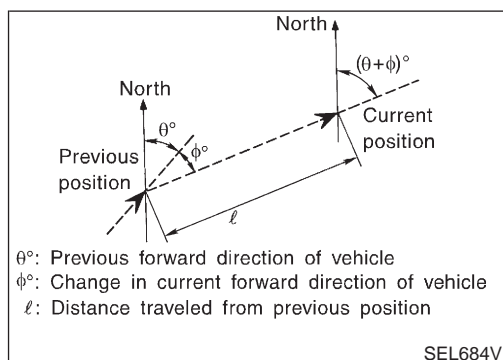 North
(θ+φ)°
North
θ°
φ°
Current
position
Previous
position
ℓ
θ°: Previous forward direction of vehicle
φ°: Change in current forward direction of vehicle
ℓ: Distance traveled from previous position
SEL684V